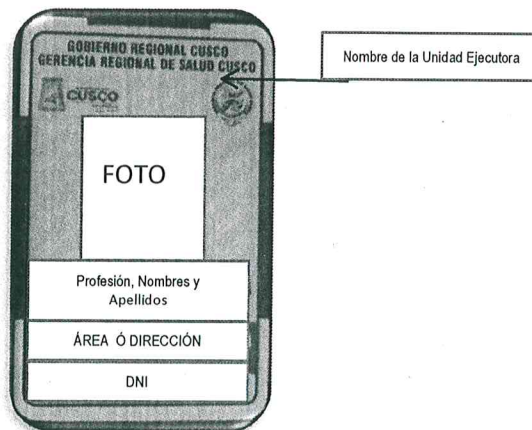 GOBIERNO REGIONAL CUSCO
GERENCIA REGIONAL DE SALUD CUSCO
Nombre de la Unidad Ejecutora
CUSCO
FOTO
Profesión, Nombres y
Apellidos
ÁREA Ó DIRECCIÓN
DNI